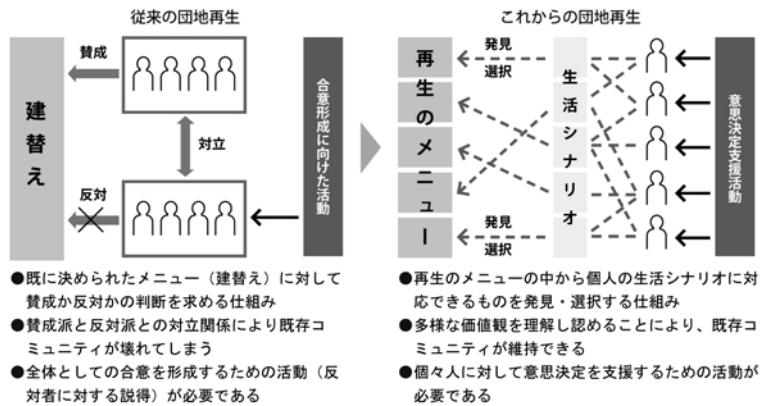 従来の団地再生
建替え
賛成
対立
反対
合意形成に向けた活動
●既に決められたメニュー（建替え）に対して
賛成か反対かの判断を求める仕組み
●賛成派と反対派との対立関係により既存コ
ミュニティが壊れてしまう
●全体としての合意を形成するための活動（反
対者に対する説得）が必要である
これからの団地再生
再生のメニュー
発見
選択
発見
選択
生活シナリオ
意思決定支援活動
●再生のメニューの中から個人の生活シナリオに対
応できるものを発見・選択する仕組み
●多様な価値観を理解し認めることにより、既存
コミュニティが維持できる
●個々人に対して意思決定を支援するための活動が
必要である